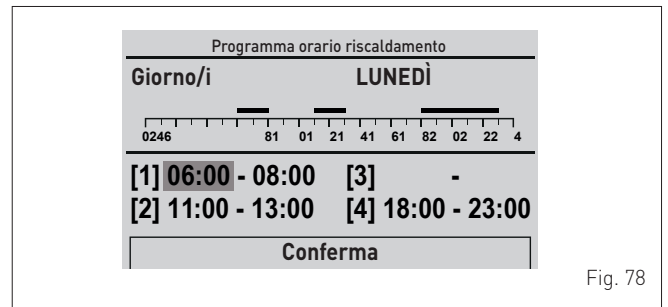 Programma orario riscaldamento
Giorno/i LUNEDÌ
0246 81 01 21 41 61 82 02 22 4
[1] 06:00 - 08:00 [3] -
[2] 11:00 - 13:00 [4] 18:00 - 23:00
Conferma
Fig. 78